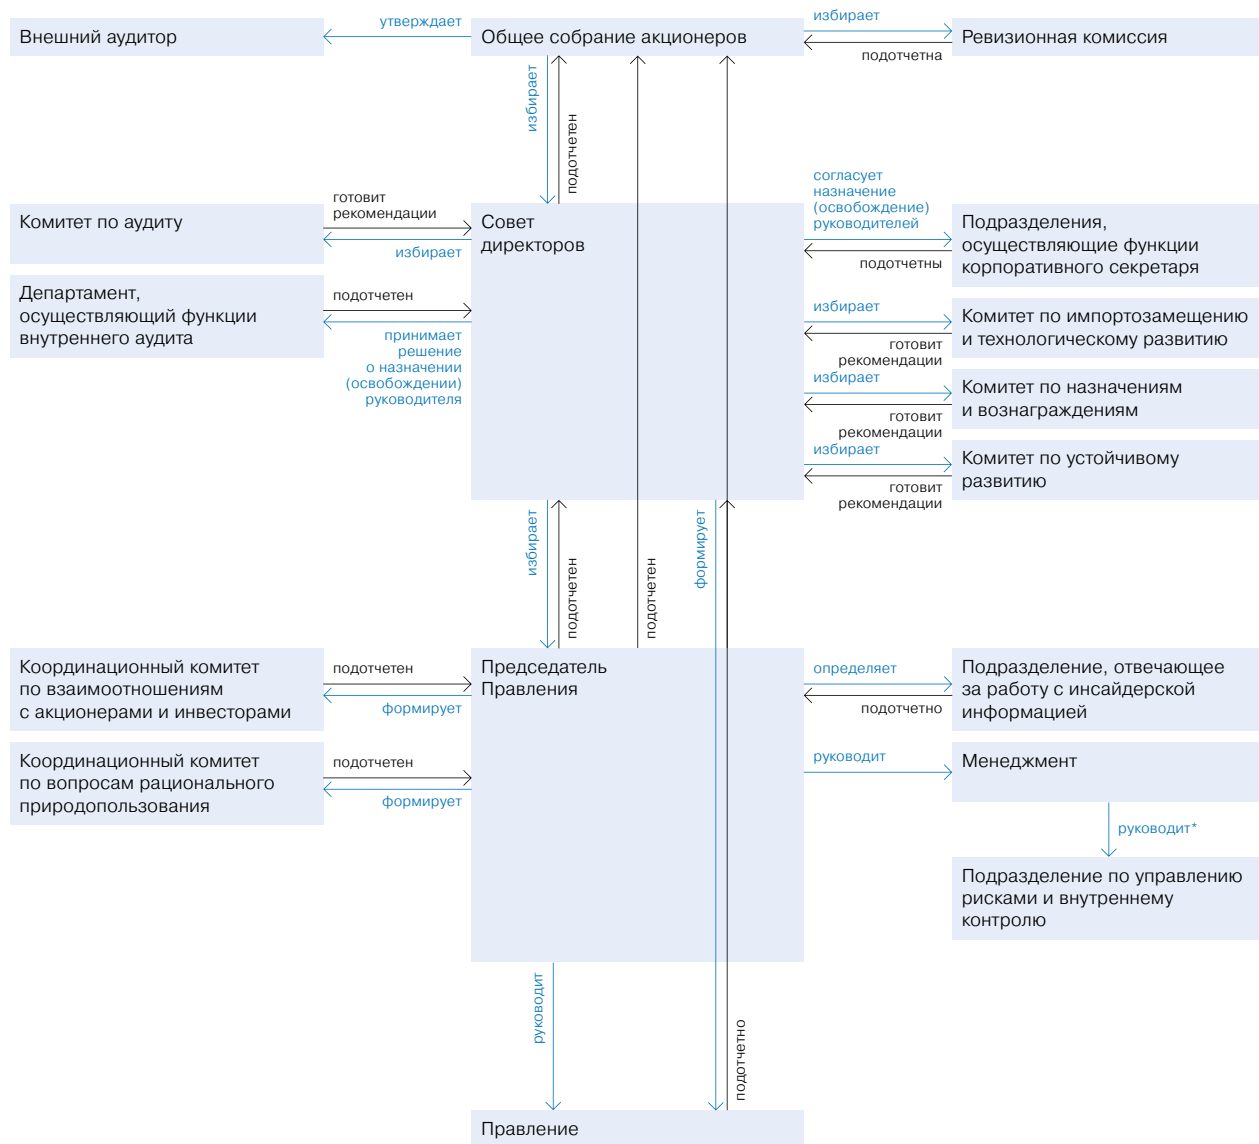 Внешний аудитор
утверждает
Общее собрание акционеров
избирает
подотчетна
Ревизионная комиссия
избирает
подотчетен
Комитет по аудиту
готовит
рекомендации
избирает
Совет
директоров
согласует
назначение
(освобождение)
руководителей
подотчетны
Подразделения,
осуществляющие функции
корпоративного секретаря
Департамент,
осуществляющий функции
внутреннего аудита
подотчетен
принимает
решение
о назначении
(освобождении)
руководителя
избирает
готовит
рекомендации
Комитет по импортозамещению
и технологическому развитию
избирает
готовит
рекомендации
Комитет по назначениям
и вознаграждениям
избирает
готовит
рекомендации
Комитет по устойчивому
развитию
избирает
подотчетен
подотчетен
формирует
Координационный комитет
по взаимоотношениям
с акционерами и инвесторами
подотчетен
формирует
Председатель
Правления
определяет
подотчетно
Подразделение, отвечающее
за работу с инсайдерской
информацией
Координационный комитет
по вопросам рационального
природопользования
подотчетен
формирует
руководит
Менеджмент
руководит*
Подразделение по управлению
рисками и внутреннему
контролю
руководит
подотчетно
Правление